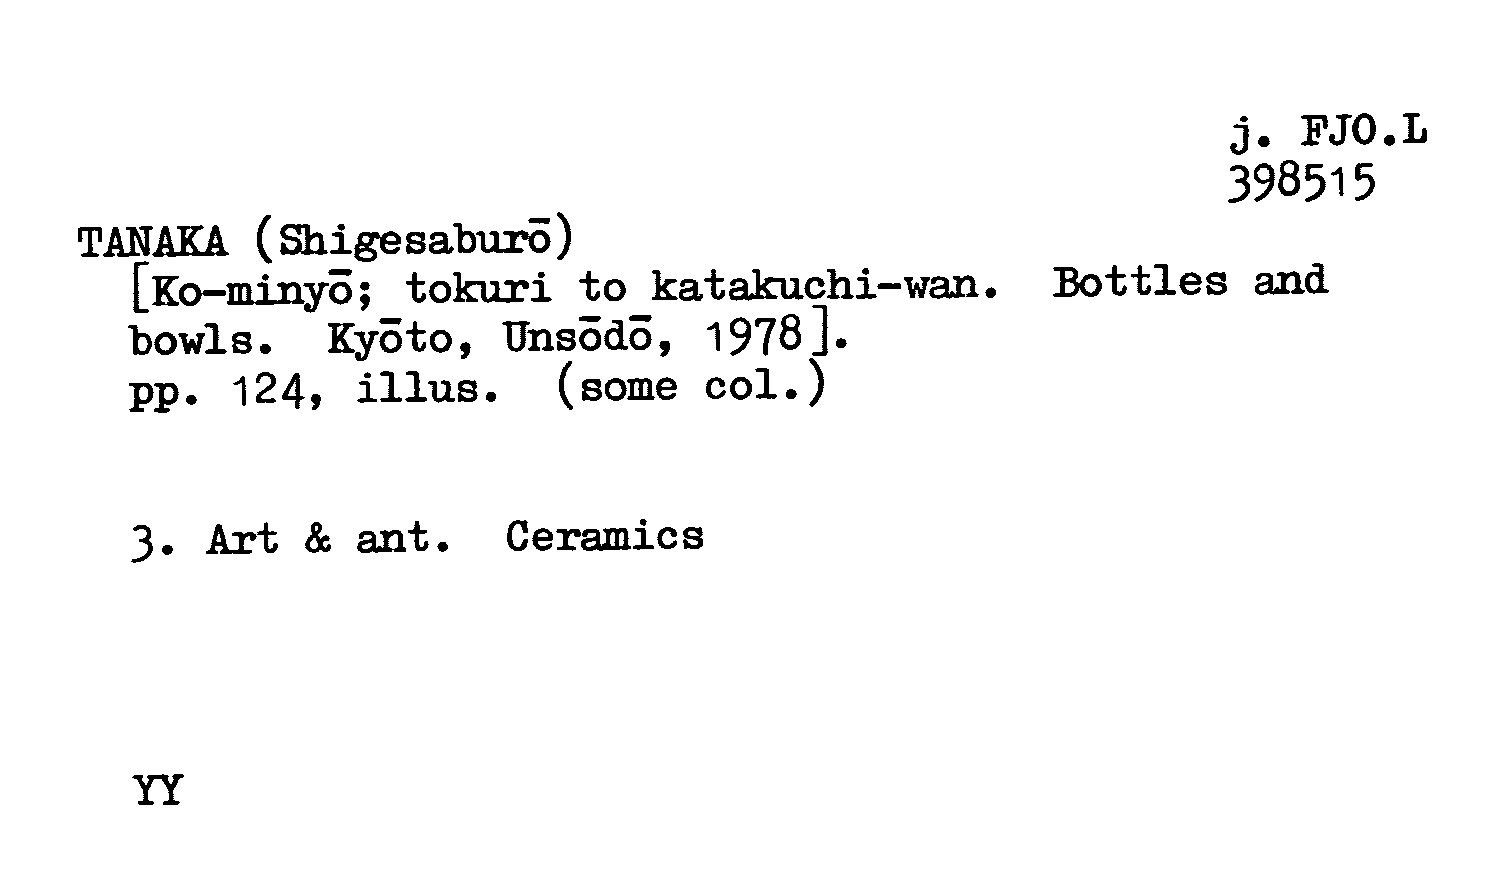 j. FJO.L
398515
TANAKA (Shigesaburō)
[Ko-minyō; tokuri to katakuchi-wan. Bottles and
bowls. Kyōto, Unsōdō, 1978].
pp. 124, illus. (some col.)
3. Art & ant. Ceramics
YY